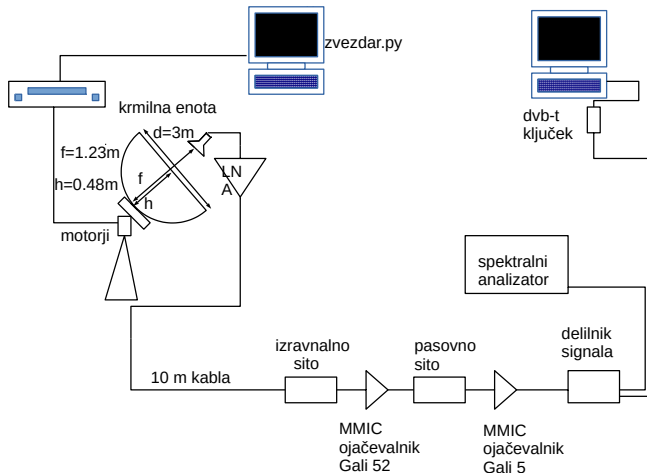 zvezdar.py
krmilna enota
d=3m
f=1.23m
h=0.48m
f
h
LN
A
motorji
dvb-t
ključek
spektralni
analizator
izravnalno
sito
pasovno
sito
delilnik
signala
10 m kabla
MMIC
ojačevalnik
Gali 52
MMIC
ojačevalnik
Gali 5